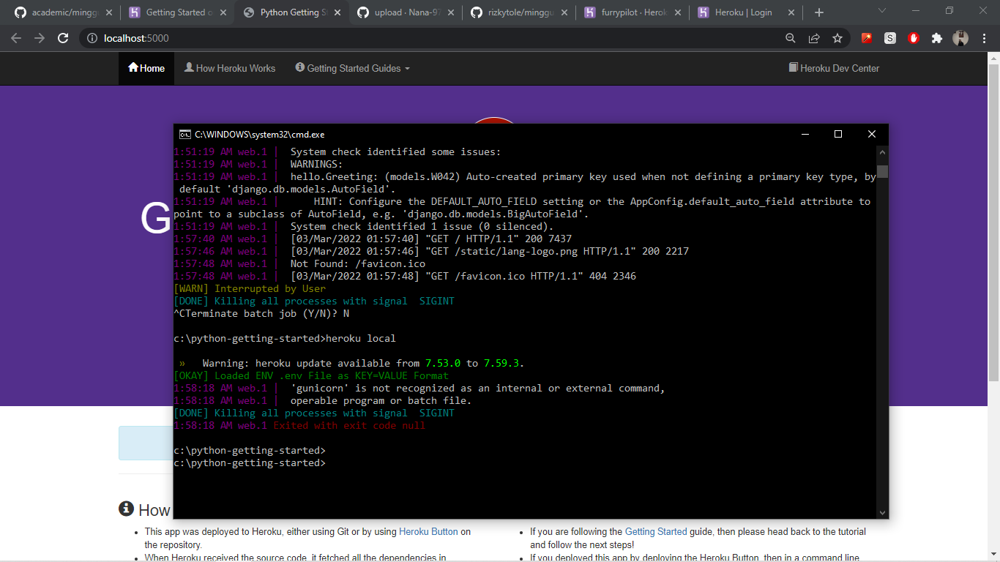 academic/minggu
Getting Started o
Python Getting S
upload · Nana-97
rizkytole/minggu
furrypilot · Herok
Heroku | Login
localhost:5000
S
Home
How Heroku Works
Getting Started Guides
Heroku Dev Center
G
C:\WINDOWS\system32\cmd.exe
1:51:19 AM web.1 | System check identified some issues:
1:51:19 AM web.1 | WARNINGS:
1:51:19 AM web.1 | hello.Greeting: (models.W042) Auto-created primary key used when not defining a primary key type, by
default 'django.db.models.AutoField'.
1:51:19 AM web.1 | HINT: Configure the DEFAULT_AUTO_FIELD setting or the AppConfig.default_auto_field attribute to
point to a subclass of AutoField, e.g. 'django.db.models.BigAutoField'.
1:51:19 AM web.1 | System check identified 1 issue (0 silenced).
1:57:40 AM web.1 | [03/Mar/2022 01:57:40] "GET / HTTP/1.1" 200 7437
1:57:46 AM web.1 | [03/Mar/2022 01:57:46] "GET /static/lang-logo.png HTTP/1.1" 200 2217
1:57:48 AM web.1 | Not Found: /favicon.ico
1:57:48 AM web.1 | [03/Mar/2022 01:57:48] "GET /favicon.ico HTTP/1.1" 404 2346
[WARN] Interrupted by User
[DONE] Killing all processes with signal  SIGINT
^CTerminate batch job (Y/N)? N
c:\python-getting-started>heroku local
»   Warning: heroku update available from 7.53.0 to 7.59.3.
[OKAY] Loaded ENV .env File as KEY=VALUE Format
1:58:18 AM web.1 | 'gunicorn' is not recognized as an internal or external command,
1:58:18 AM web.1 | operable program or batch file.
[DONE] Killing all processes with signal  SIGINT
1:58:18 AM web.1 Exited with exit code null
c:\python-getting-started>
c:\python-getting-started>
How
This app was deployed to Heroku, either using Git or by using Heroku Button on
the repository.
When Heroku received the source code, it fetched all the dependencies in
If you are following the Getting Started guide, then please head back to the tutorial
and follow the next steps!
If you deployed this app by deploying the Heroku Button, then in a command line